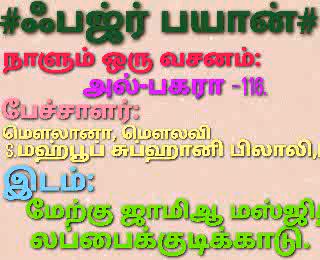 #ஃபஜ்ர் பயான்#
நாளும் ஒரு வசனம்:
அல்-பகரா -116.
பேச்சாளர்:
மௌலானா, மௌலவி
S மஹ்பூப் சுப்ஹானி பிலாலி,
இடம்:
மேற்கு ஜாமிஆ மஸ்ஜித்
லப்பைக்குடிக்காடு.